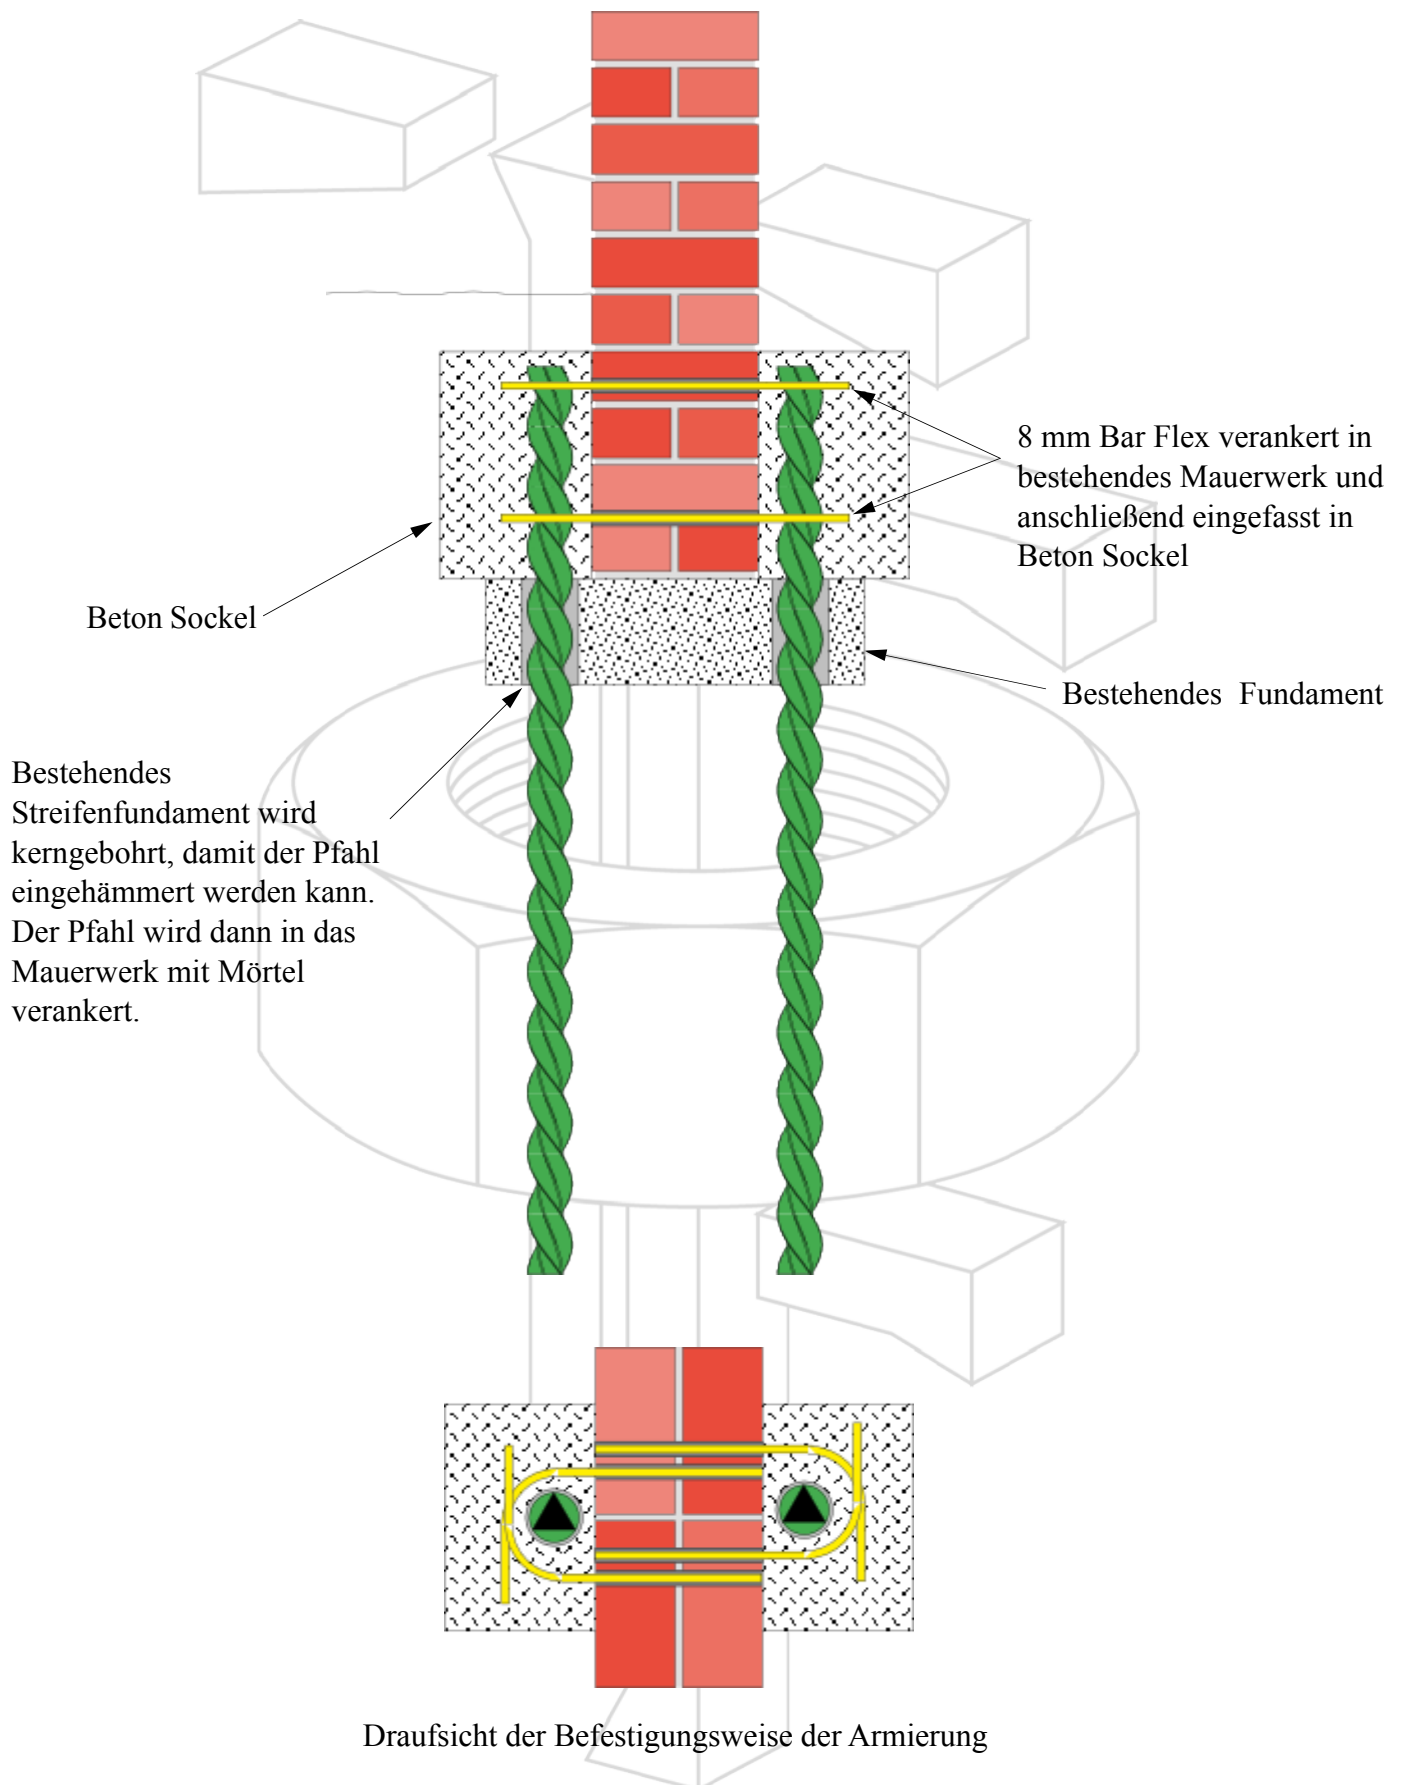 8 mm Bar Flex verankert in
bestehendes Mauerwerk und
anschließend eingefasst in
Beton Sockel
Beton Sockel
Bestehendes Fundament
Bestehendes
Streifenfundament wird
kerngebohrt, damit der Pfahl
eingehämmert werden kann.
Der Pfahl wird dann in das
Mauerwerk mit Mörtel
verankert.
Draufsicht der Befestigungsweise der Armierung